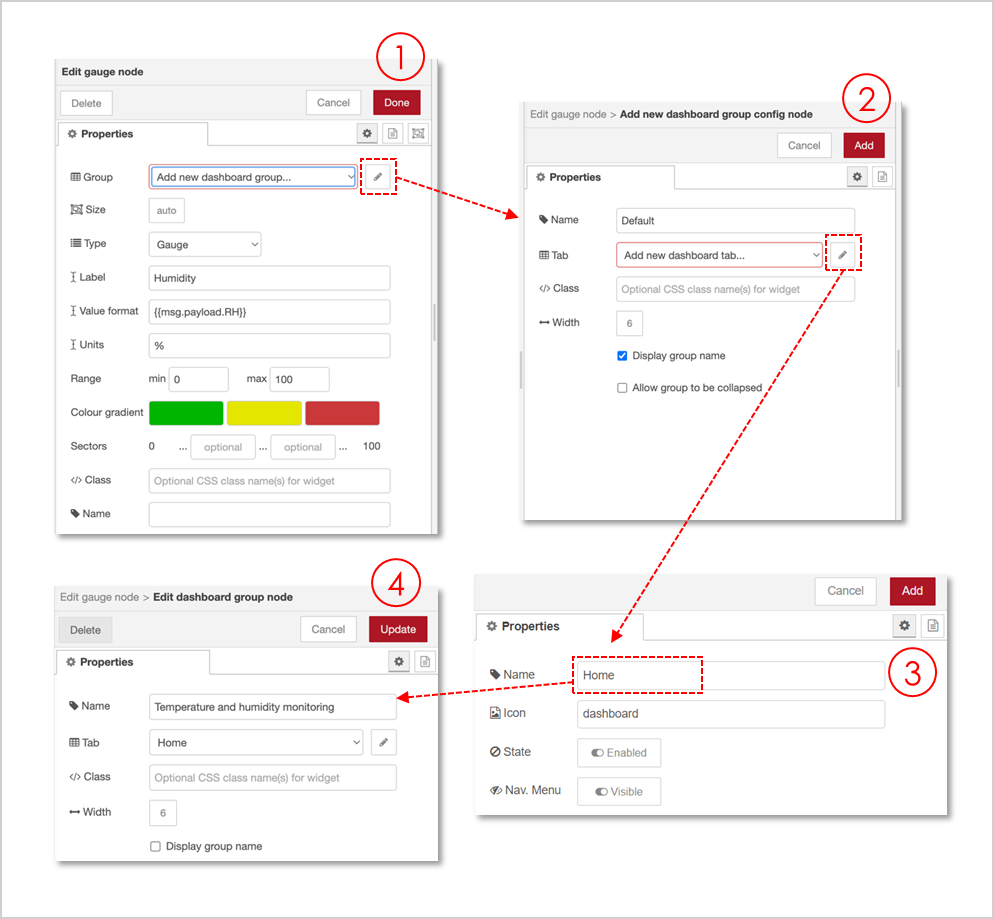 1
Edit gauge node
Delete Cancel Done
Properties
Group Add new dashboard group...
Size auto
Type Gauge
Label Humidity
Value format {{msg.payload.RH}}
Units %
Range min 0 max 100
Colour gradient
Sectors 0 ... optional ... optional ... 100
</> Class Optional CSS class name(s) for widget
Name
2
Edit gauge node > Add new dashboard group config node
Cancel Add
Properties
Name Default
Tab Add new dashboard tab...
</> Class Optional CSS class name(s) for widget
Width 6
Display group name
Allow group to be collapsed
3
Cancel Add
Properties
Name Home
Icon dashboard
State Enabled
Nav. Menu Visible
4
Edit gauge node > Edit dashboard group node
Delete Cancel Update
Properties
Name Temperature and humidity monitoring
Tab Home
</> Class Optional CSS class name(s) for widget
Width 6
Display group name